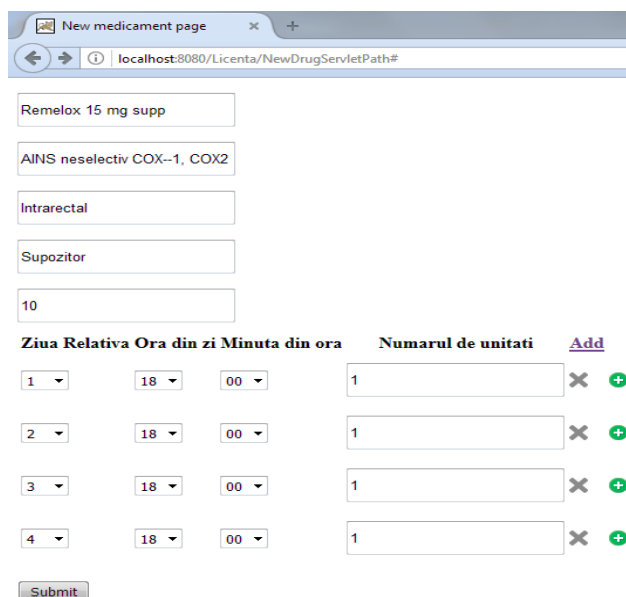 New medicament page
localhost:8080/Licenta/NewDrugServletPath#
Remelox 15 mg supp
AINS neselectiv COX--1, COX2
Intrarectal
Supozitor
10
Ziua Relativa Ora din zi Minuta din ora Numarul de unitati Add
1 18 00 1
2 18 00 1
3 18 00 1
4 18 00 1
Submit